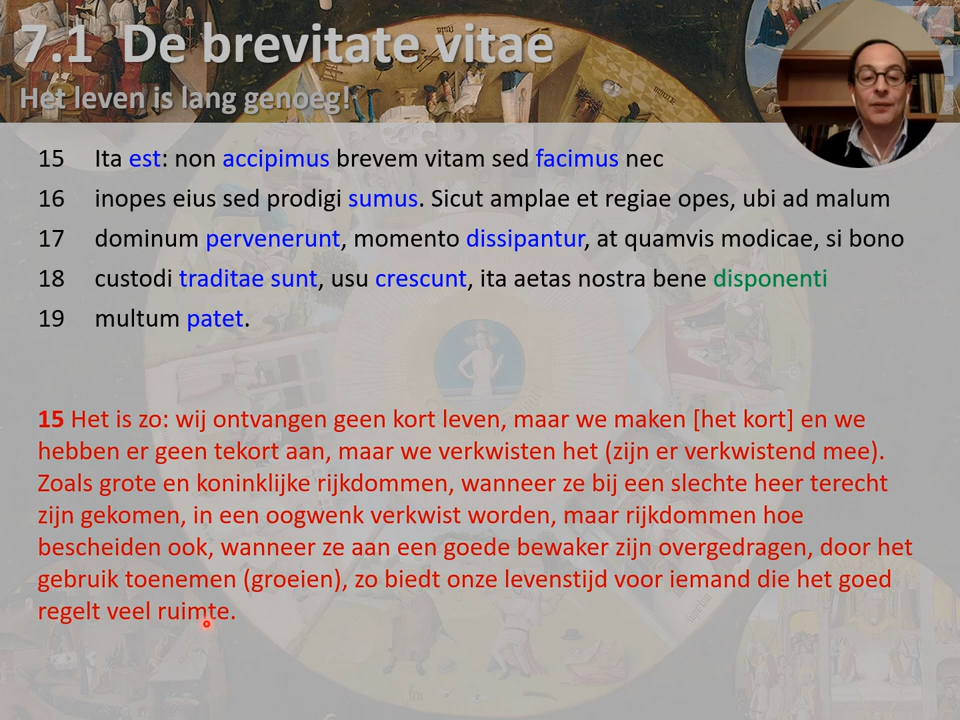 7.1 De brevitate vitae
Het leven is lang genoeg!
15 Ita est: non accipimus brevem vitam sed facimus nec
16 inopes eius sed prodigi sumus. Sicut amplae et regiae opes, ubi ad malum
17 dominum pervenerunt, momento dissipantur, at quamvis modicae, si bono
18 custodi traditae sunt, usu crescunt, ita aetas nostra bene disponenti
19 multum patet.
15 Het is zo: wij ontvangen geen kort leven, maar we maken [het kort] en we
hebben er geen tekort aan, maar we verkwisten het (zijn er verkwistend mee).
Zoals grote en koninklijke rijkdommen, wanneer ze bij een slechte heer terecht
zijn gekomen, in een oogwenk verkwist worden, maar rijkdommen hoe
bescheiden ook, wanneer ze aan een goede bewaker zijn overgedragen, door het
gebruik toenemen (groeien), zo biedt onze levenstijd voor iemand die het goed
regelt veel ruimte.